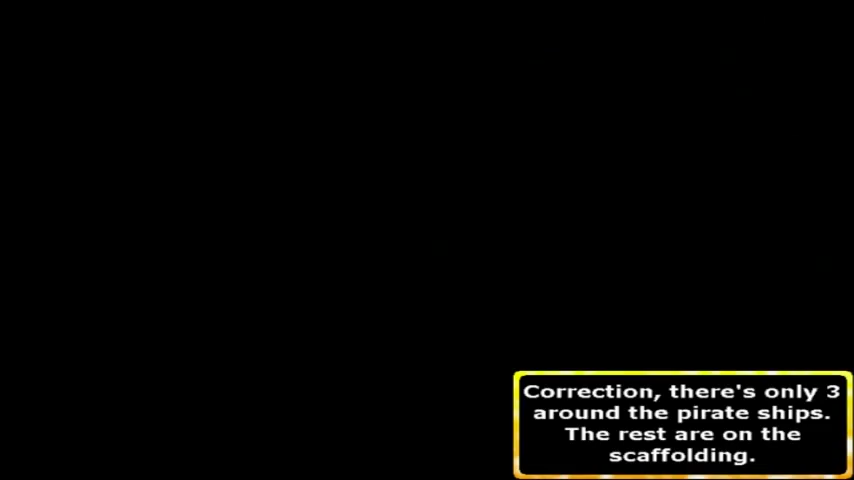 Correction, there's only 3
around the pirate ships.
The rest are on the
scaffolding.